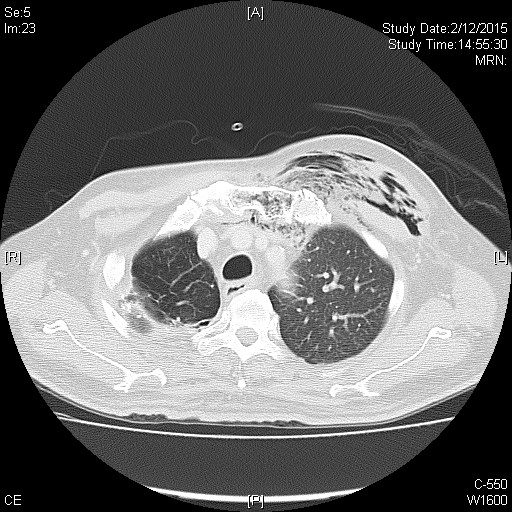 Se:5
Im:23
[A]
Study Date:2/12/2015
Study Time:14:55:30
MRN:
[R]
[L]
CE
[P]
C-550
W1600